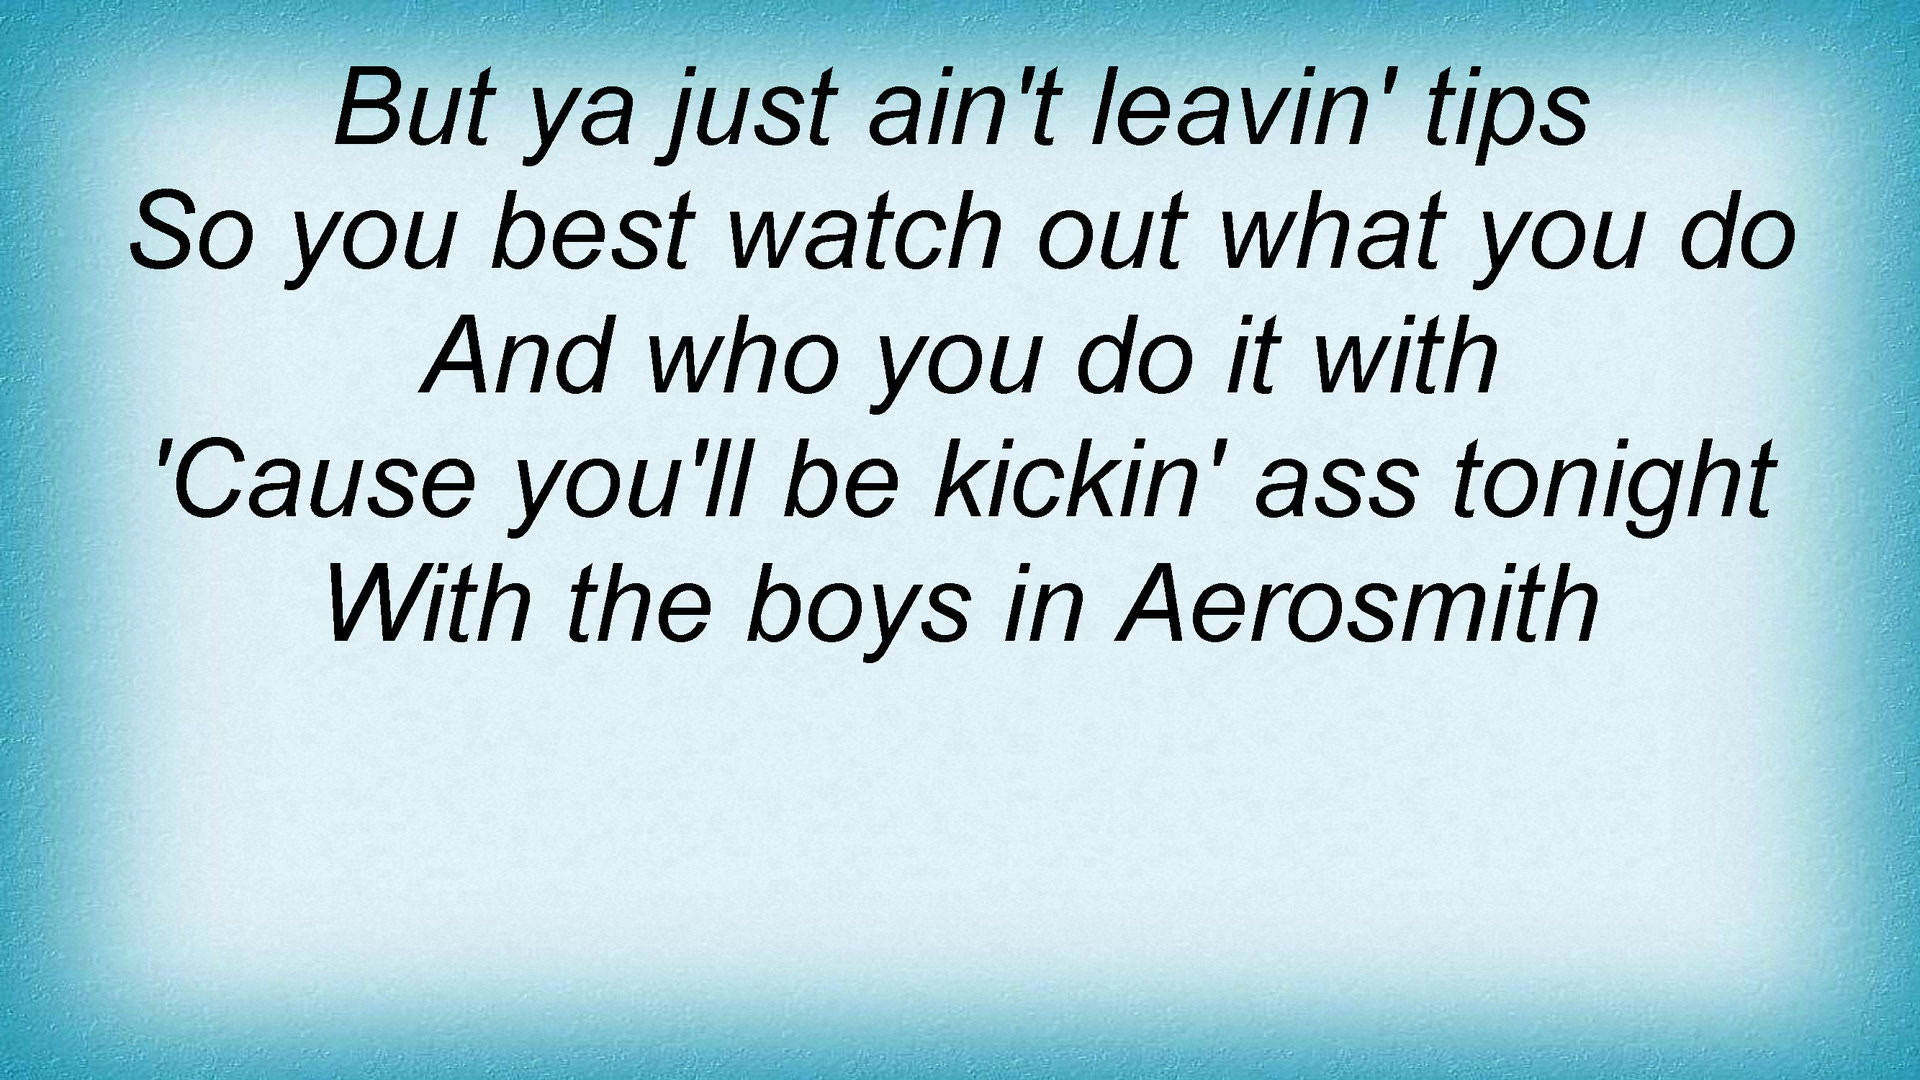 But ya just ain't leavin' tips
So you best watch out what you do
And who you do it with
'Cause you'll be kickin' ass tonight
With the boys in Aerosmith